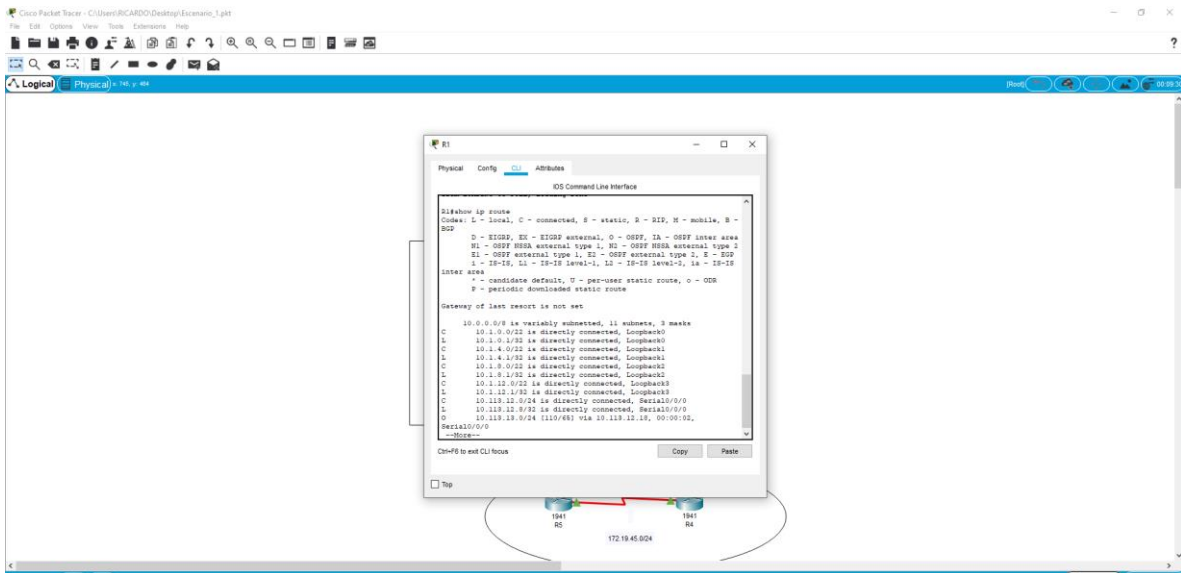 Cisco Packet Tracer - C:\Users\RICARDO\Desktop\Escenario_1.pkt
File Edit Options View Tools Extensions Help
?
Logical Physical x: 745, y: 484 [Root] 00:09:30
R1
Physical Config CLI Attributes
IOS Command Line Interface
R1#show ip route
Codes: L - local, C - connected, S - static, R - RIP, M - mobile, B -
BGP
D - EIGRP, EX - EIGRP external, O - OSPF, IA - OSPF inter area
N1 - OSPF NSSA external type 1, N2 - OSPF NSSA external type 2
E1 - OSPF external type 1, E2 - OSPF external type 2, E - EGP
i - IS-IS, L1 - IS-IS level-1, L2 - IS-IS level-2, ia - IS-IS
inter area
* - candidate default, U - per-user static route, o - ODR
P - periodic downloaded static route
Gateway of last resort is not set
10.0.0.0/8 is variably subnetted, 11 subnets, 3 masks
C 10.1.0.0/22 is directly connected, Loopback0
L 10.1.0.1/32 is directly connected, Loopback0
C 10.1.4.0/22 is directly connected, Loopback1
L 10.1.4.1/32 is directly connected, Loopback1
C 10.1.8.0/22 is directly connected, Loopback2
L 10.1.8.1/32 is directly connected, Loopback2
C 10.1.12.0/22 is directly connected, Loopback3
L 10.1.12.1/32 is directly connected, Loopback3
C 10.113.12.0/24 is directly connected, Serial0/0/0
L 10.113.12.9/32 is directly connected, Serial0/0/0
O 10.113.13.0/24 [110/65] via 10.113.12.10, 00:00:02,
Serial0/0/0
--More--
Ctrl+F6 to exit CLI focus Copy Paste
Top
1941 1941
R5 R4
172.19.45.0/24